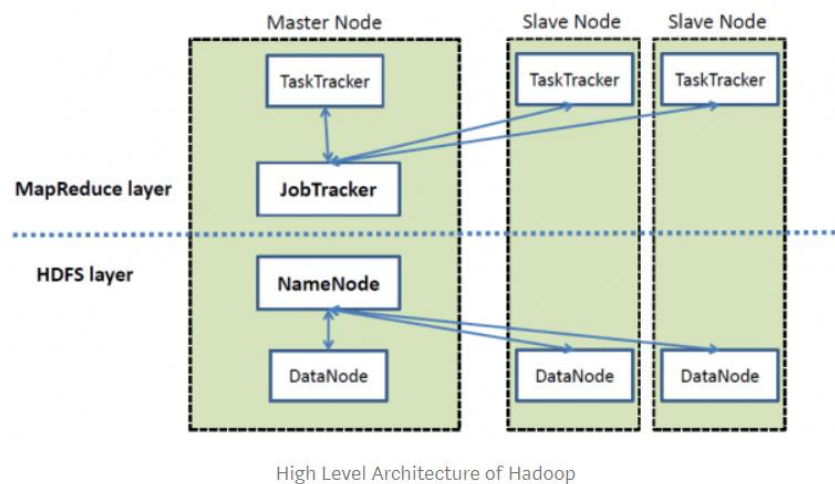 Master Node
Slave Node
Slave Node
TaskTracker
TaskTracker
TaskTracker
MapReduce layer
JobTracker
HDFS layer
NameNode
DataNode
DataNode
DataNode
High Level Architecture of Hadoop